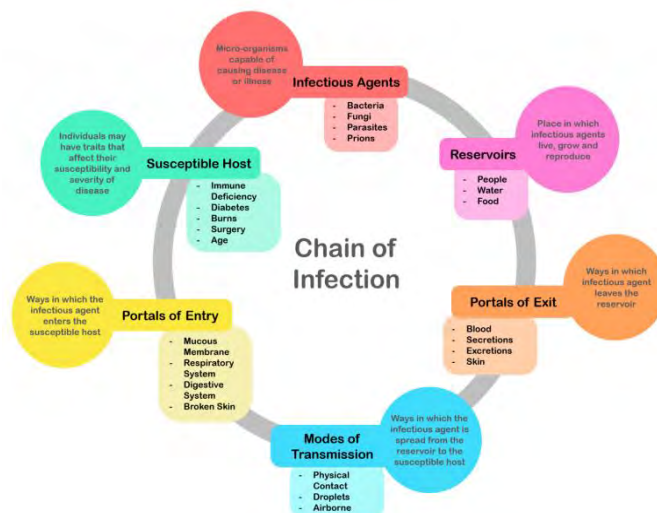 Micro-organisms
capable of
causing disease
or illness
Infectious Agents
- Bacteria
- Fungi
- Parasites
- Prions
Place in which
infectious agents
live, grow and
reproduce
Reservoirs
- People
- Water
- Food
Ways in which
infectious agent
leaves the
reservoir
Portals of Exit
- Blood
- Secretions
- Excretions
- Skin
Ways in which the
infectious agent is
spread from the
reservoir to the
susceptible host
Modes of
Transmission
- Physical
Contact
- Droplets
- Airborne
Ways in which the
infectious agent
enters the
susceptible host
Portals of Entry
- Mucous
Membrane
- Respiratory
System
- Digestive
System
- Broken Skin
Individuals may
have traits that
affect their
susceptibility and
severity of
disease
Susceptible Host
- Immune
Deficiency
- Diabetes
- Burns
- Surgery
- Age
Chain of
Infection